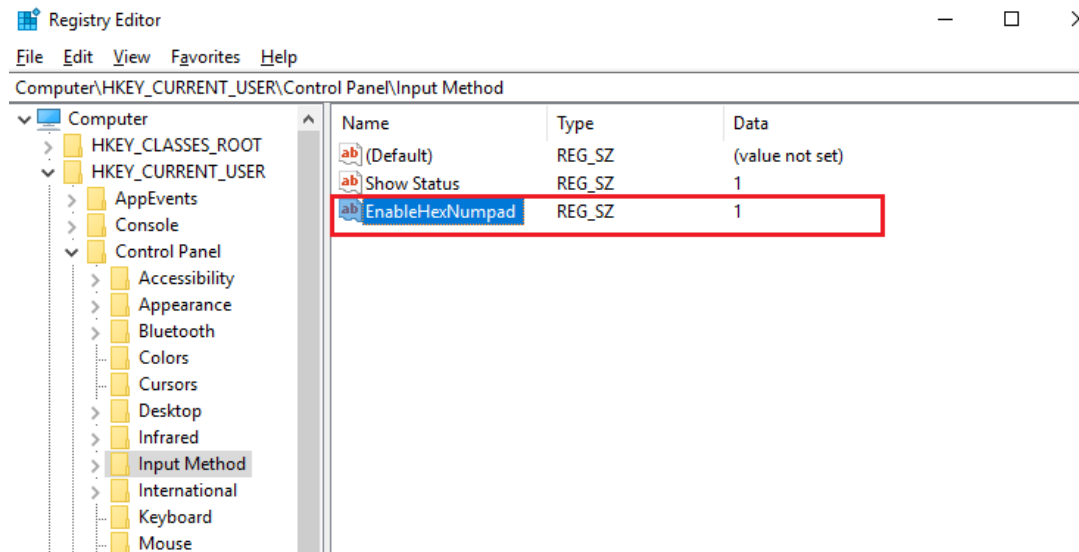 Registry Editor
File Edit View Favorites Help
Computer\HKEY_CURRENT_USER\Control Panel\Input Method
Computer
HKEY_CLASSES_ROOT
HKEY_CURRENT_USER
AppEvents
Console
Control Panel
Accessibility
Appearance
Bluetooth
Colors
Cursors
Desktop
Infrared
Input Method
International
Keyboard
Mouse
Name Type Data
ab (Default) REG_SZ (value not set)
ab Show Status REG_SZ 1
ab EnableHexNumpad REG_SZ 1